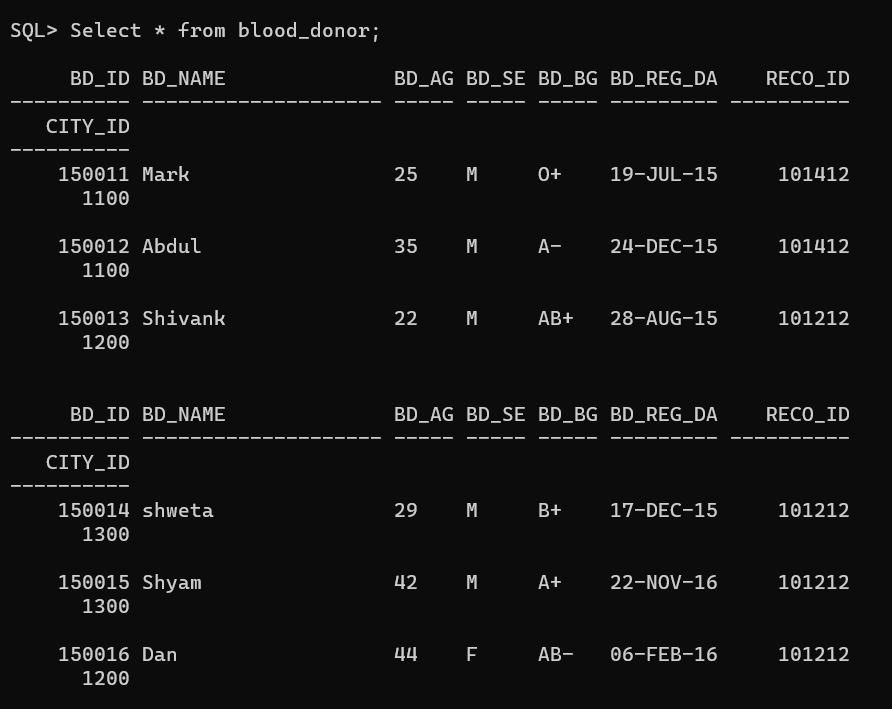 SQL> Select * from blood_donor;
     BD_ID BD_NAME              BD_AG BD_SE BD_BG BD_REG_DA    RECO_ID
---------- -------------------- ----- ----- ----- --------- ----------
   CITY_ID
----------
    150011 Mark                 25    M     O+    19-JUL-15     101412
      1100
    150012 Abdul                35    M     A-    24-DEC-15     101412
      1100
    150013 Shivank              22    M     AB+   28-AUG-15     101212
      1200
     BD_ID BD_NAME              BD_AG BD_SE BD_BG BD_REG_DA    RECO_ID
---------- -------------------- ----- ----- ----- --------- ----------
   CITY_ID
----------
    150014 shweta               29    M     B+    17-DEC-15     101212
      1300
    150015 Shyam                42    M     A+    22-NOV-16     101212
      1300
    150016 Dan                  44    F     AB-   06-FEB-16     101212
      1200